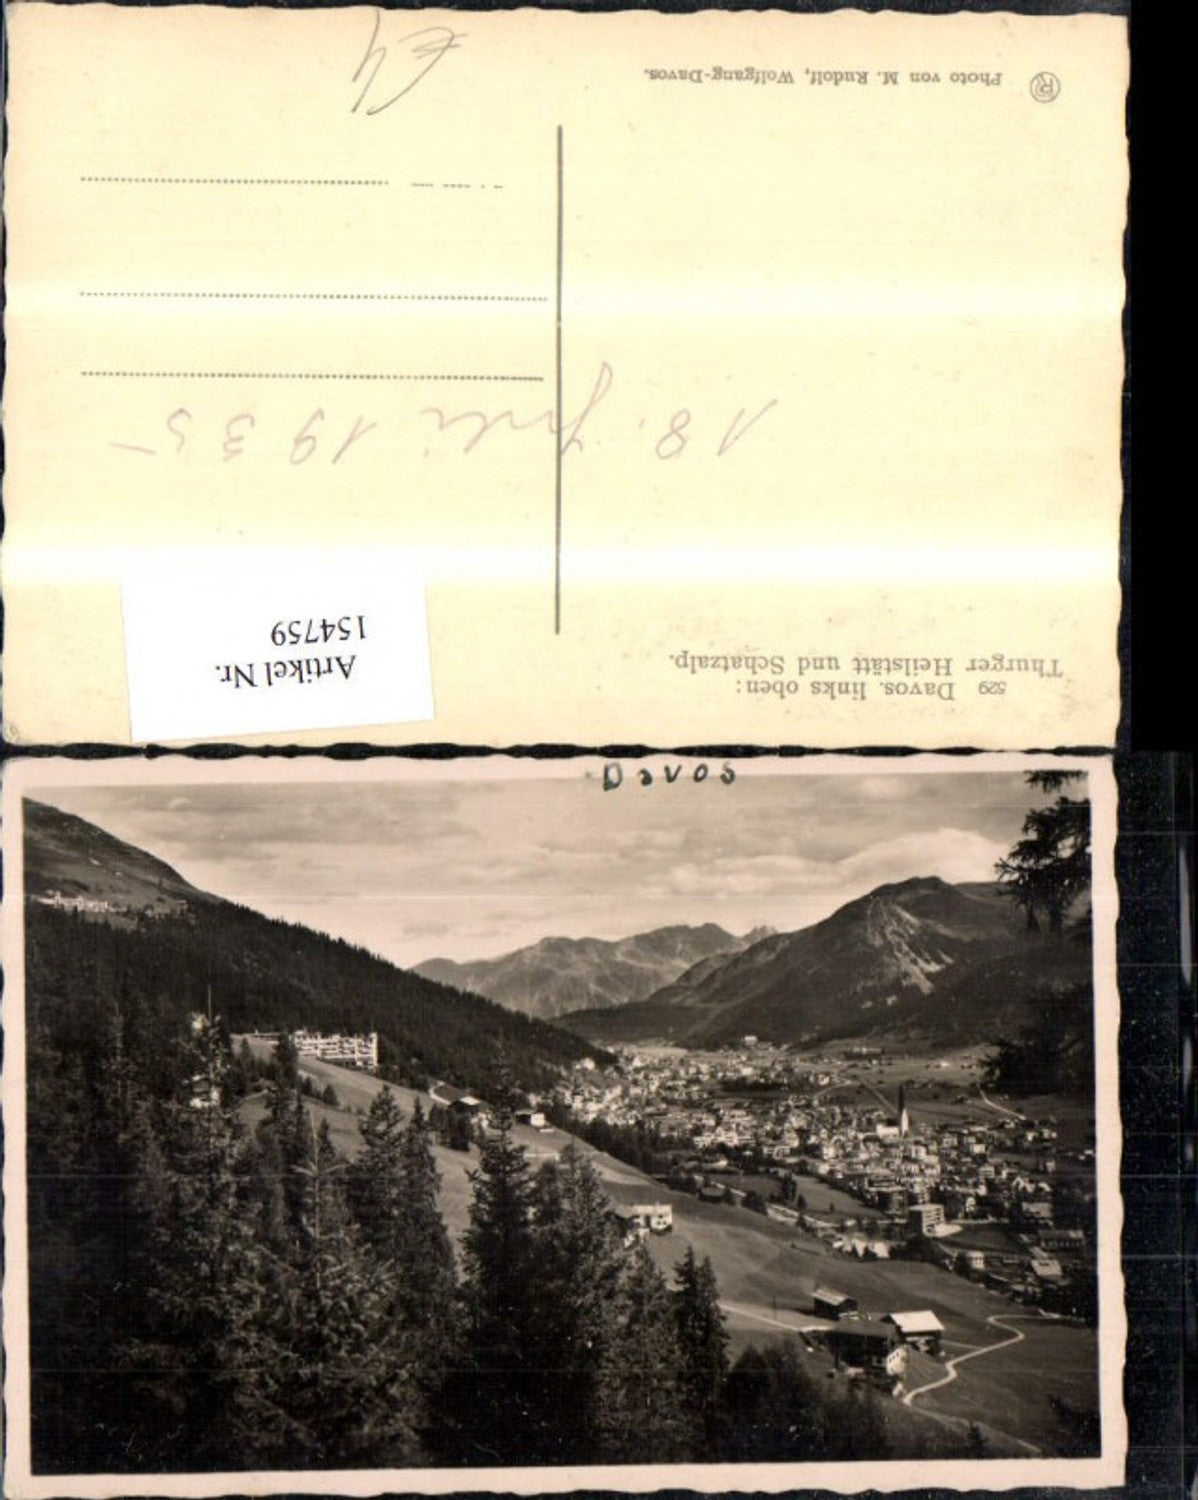 529 Davos. links oben:
Thurger Heilstätt und Schatzalp.
Artikel Nr.
154759
18. Juli 1935
Photo von M. Rudolf, Wolfgang-Davos.
Davos